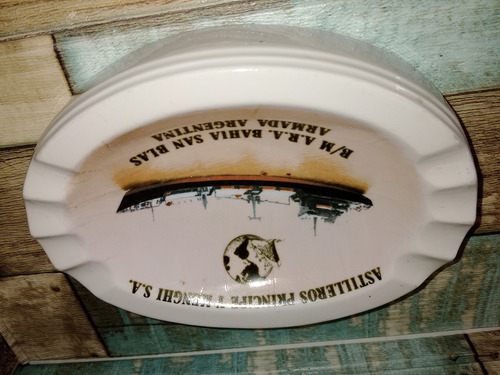 ASTILLEROS PRINCIPE Y MENGHI S.A.
B/M A.R.A. BAHIA SAN BLAS
ARMADA ARGENTINA